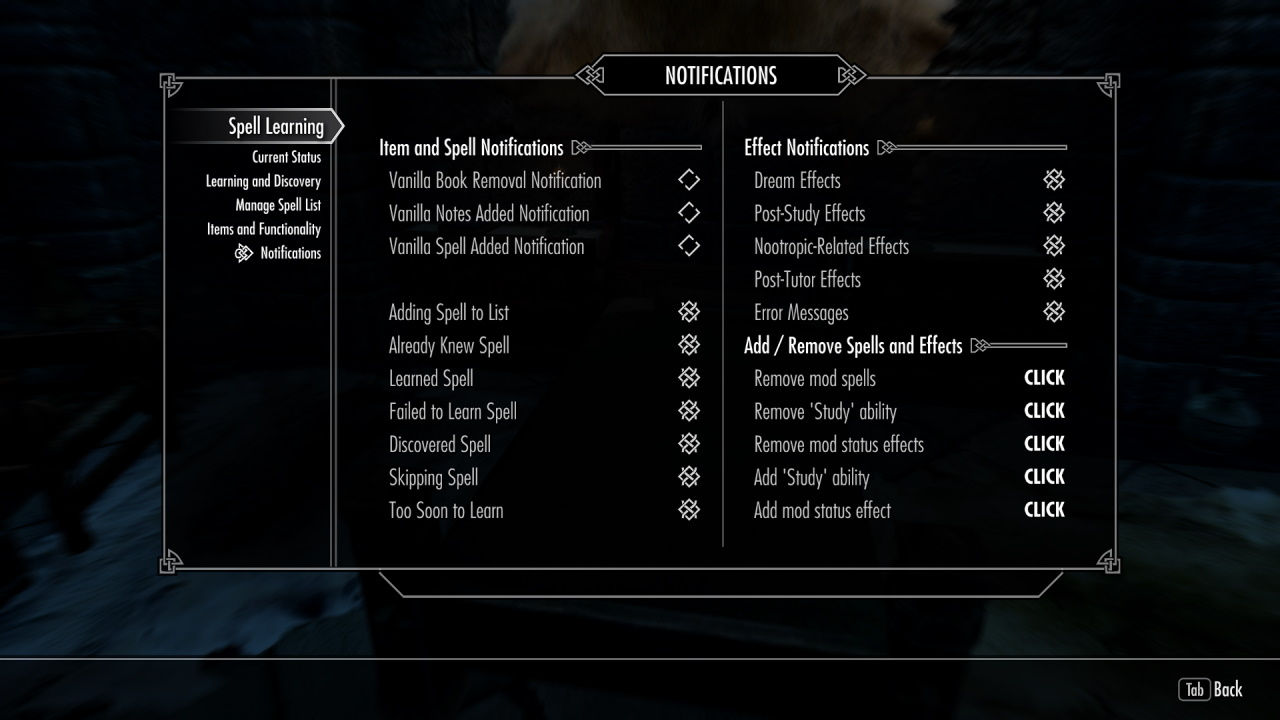 NOTIFICATIONS
Spell Learning
Current Status
Learning and Discovery
Manage Spell List
Items and Functionality
Notifications
Item and Spell Notifications
Vanilla Book Removal Notification
Vanilla Notes Added Notification
Vanilla Spell Added Notification
Adding Spell to List
Already Knew Spell
Learned Spell
Failed to Learn Spell
Discovered Spell
Skipping Spell
Too Soon to Learn
Effect Notifications
Dream Effects
Post-Study Effects
Nootropic-Related Effects
Post-Tutor Effects
Error Messages
Add / Remove Spells and Effects
Remove mod spells CLICK
Remove 'Study' ability CLICK
Remove mod status effects CLICK
Add 'Study' ability CLICK
Add mod status effect CLICK
Tab Back